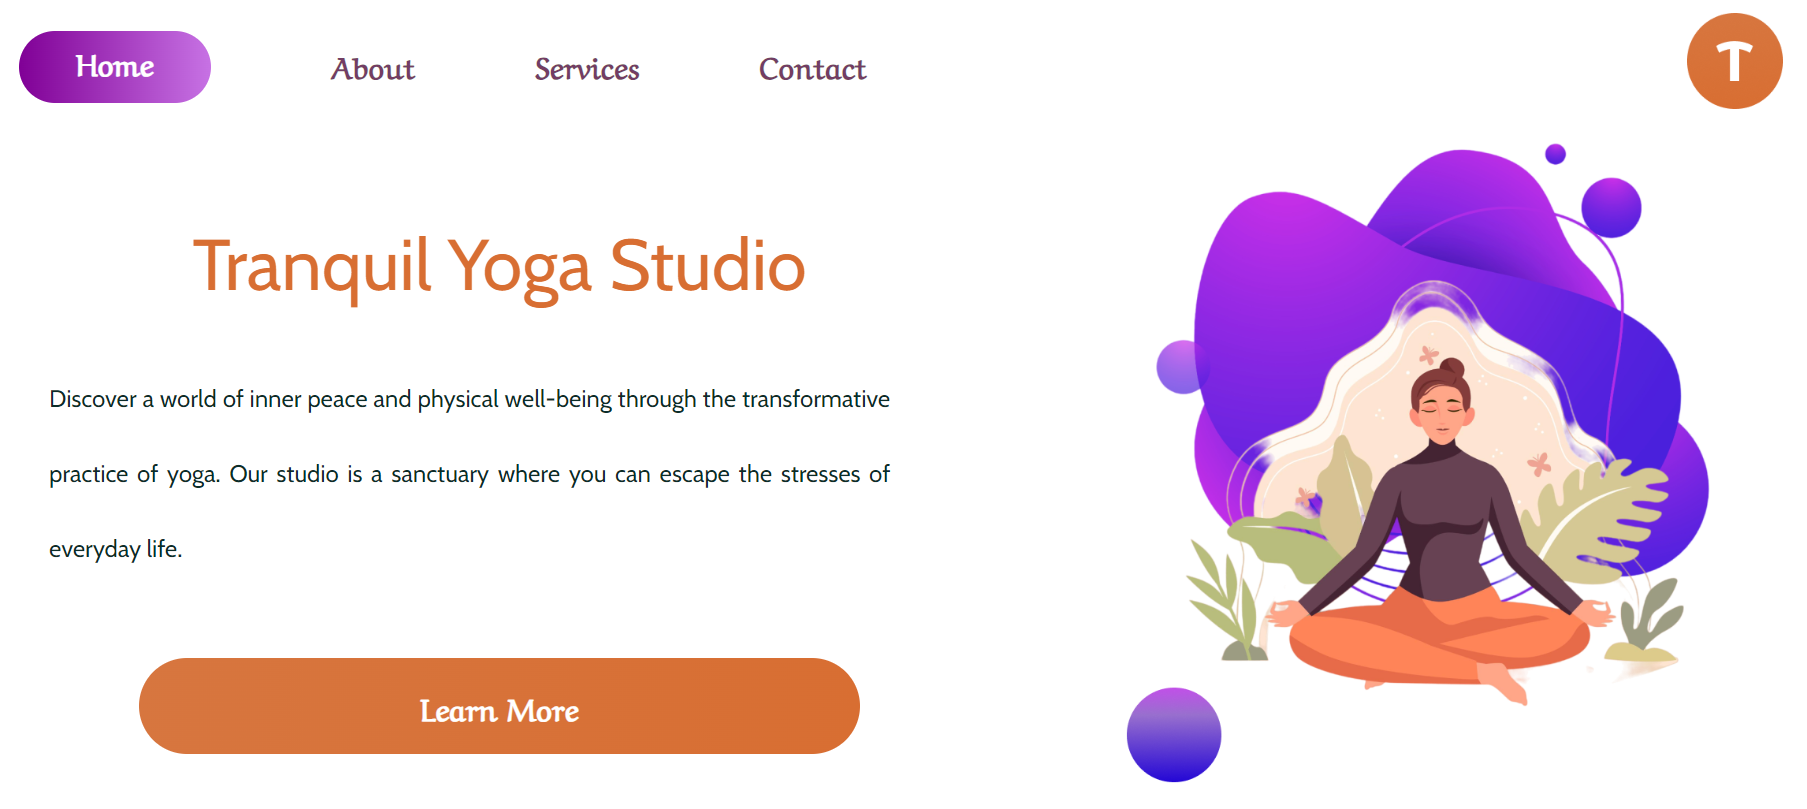 Home
About
Services
Contact
T
Tranquil Yoga Studio
Discover a world of inner peace and physical well-being through the transformative
practice of yoga. Our studio is a sanctuary where you can escape the stresses of
everyday life.
Learn More